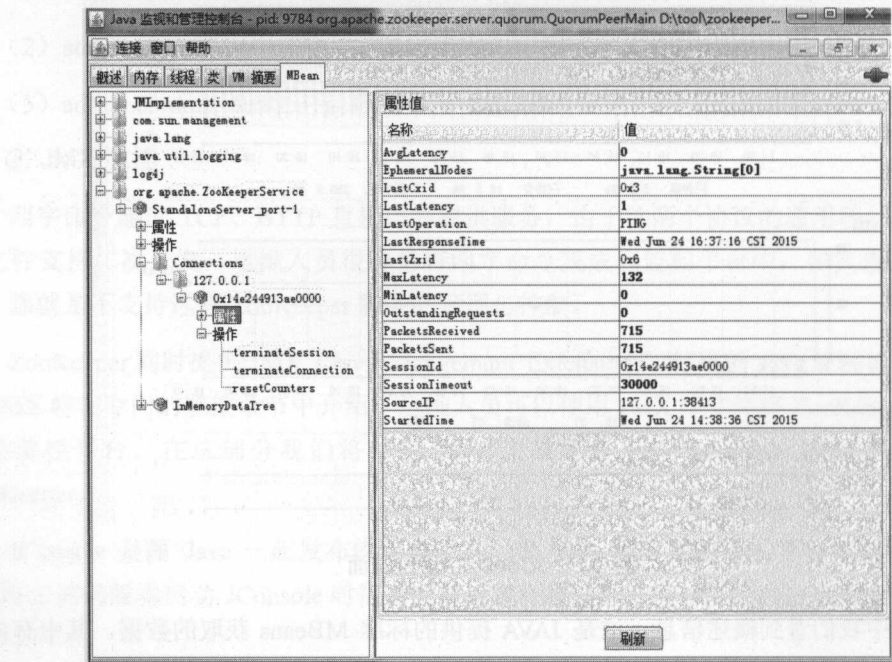 Java 监视和管理控制台 - pid: 9784 org.apache.zookeeper.server.quorum.QuorumPeerMain D:\tool\zookeeper...
连接 窗口 帮助
概述 内存 线程 类 VM 摘要 MBean
JMImplementation
com.sun.management
java.lang
java.util.logging
log4j
org.apache.ZooKeeperService
StandaloneServer_port-1
属性
操作
Connections
127.0.0.1
0x14e244913ae0000
属性
操作
terminateSession
terminateConnection
resetCounters
InMemoryDataTree
属性值
名称 值
AvgLatency 0
EphemeralNodes java.lang.String[0]
LastCxid 0x3
LastLatency 1
LastOperation PING
LastResponseTime Wed Jun 24 16:37:16 CST 2015
LastZxid 0x6
MaxLatency 132
MinLatency 0
OutstandingRequests 0
PacketsReceived 715
PacketsSent 715
SessionId 0x14e244913ae0000
SessionTimeout 30000
SourceIP 127.0.0.1:38413
StartedTime Wed Jun 24 14:38:36 CST 2015
刷新